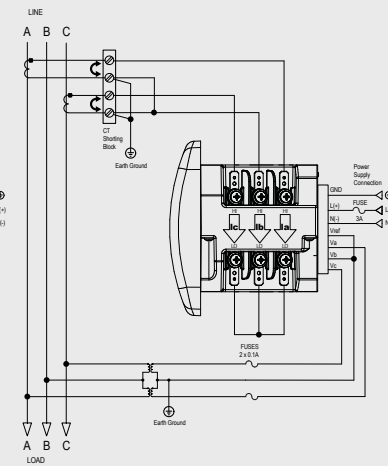 LINE
A B C
CT
Shorting
Block
Earth Ground
Power
Supply
Connection
GND
L(+)
FUSE
L
N(-)
3A
N
Vref
Va
Vb
Vc
(+)
(-)
HI HI HI
Ic Ib Ia
LO LO LO
FUSES
2 x 0.1A
Earth Ground
A B C
LOAD